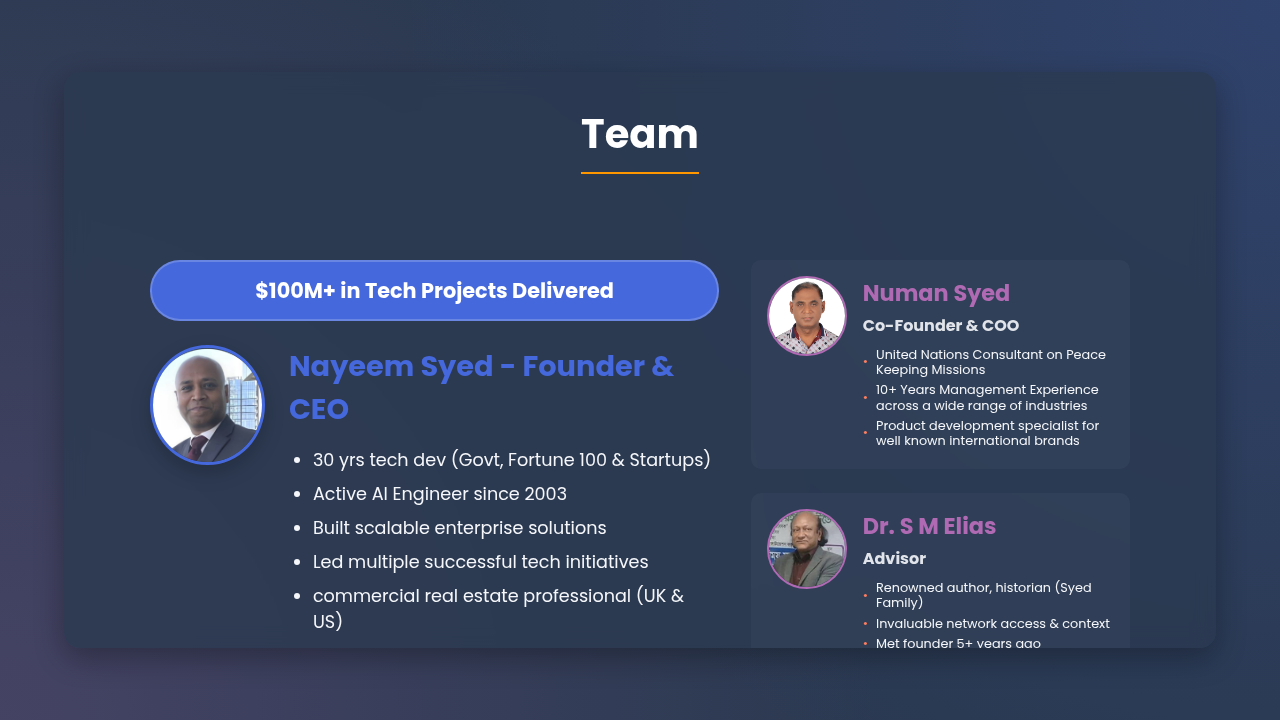 Team
$100M+ in Tech Projects Delivered
Nayeem Syed - Founder &
CEO
30 yrs tech dev (Govt, Fortune 100 & Startups)
Active AI Engineer since 2003
Built scalable enterprise solutions
Led multiple successful tech initiatives
commercial real estate professional (UK &
US)
Numan Syed
Co-Founder & COO
United Nations Consultant on Peace
Keeping Missions
10+ Years Management Experience
across a wide range of industries
Product development specialist for
well known international brands
Dr. S M Elias
Advisor
Renowned author, historian (Syed
Family)
Invaluable network access & context
Met founder 5+ years ago